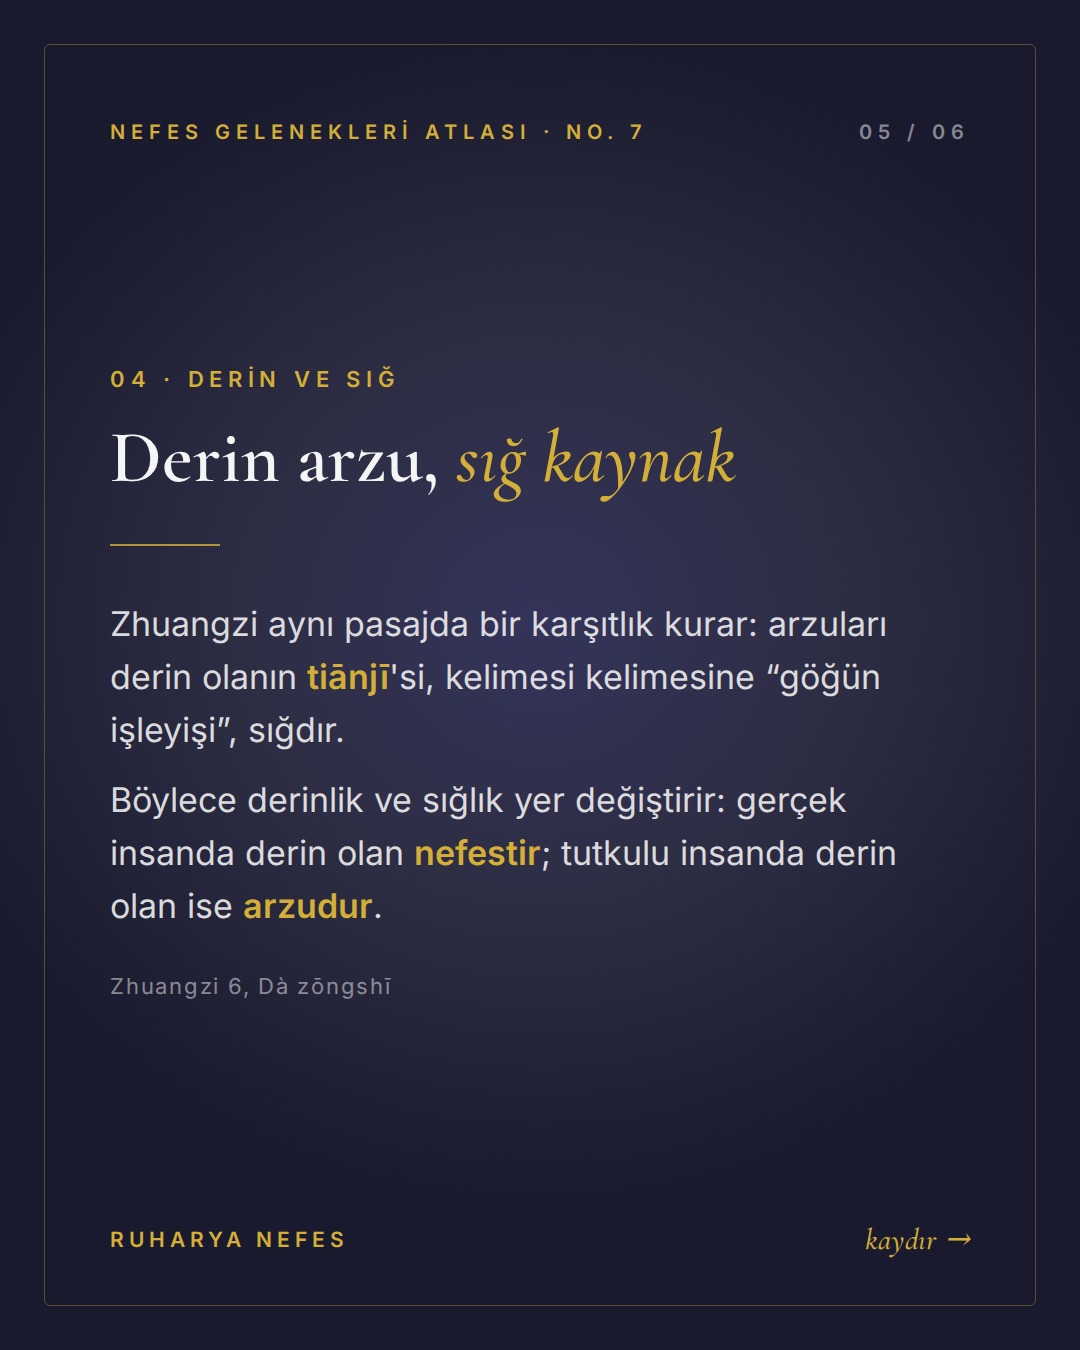 NEFES GELENEKLERİ ATLASI · NO. 7
05 / 06
04 · DERİN VE SIĞ
Derin arzu, sığ kaynak
Zhuangzi aynı pasajda bir karşıtlık kurar: arzuları
derin olanın tiānjī'si, kelimesi kelimesine “göğün
işleyişi”, sığdır.
Böylece derinlik ve sığlık yer değiştirir: gerçek
insanda derin olan nefestir; tutkulu insanda derin
olan ise arzudur.
Zhuangzi 6, Dà zōngshī
RUHARYA NEFES
kaydır →